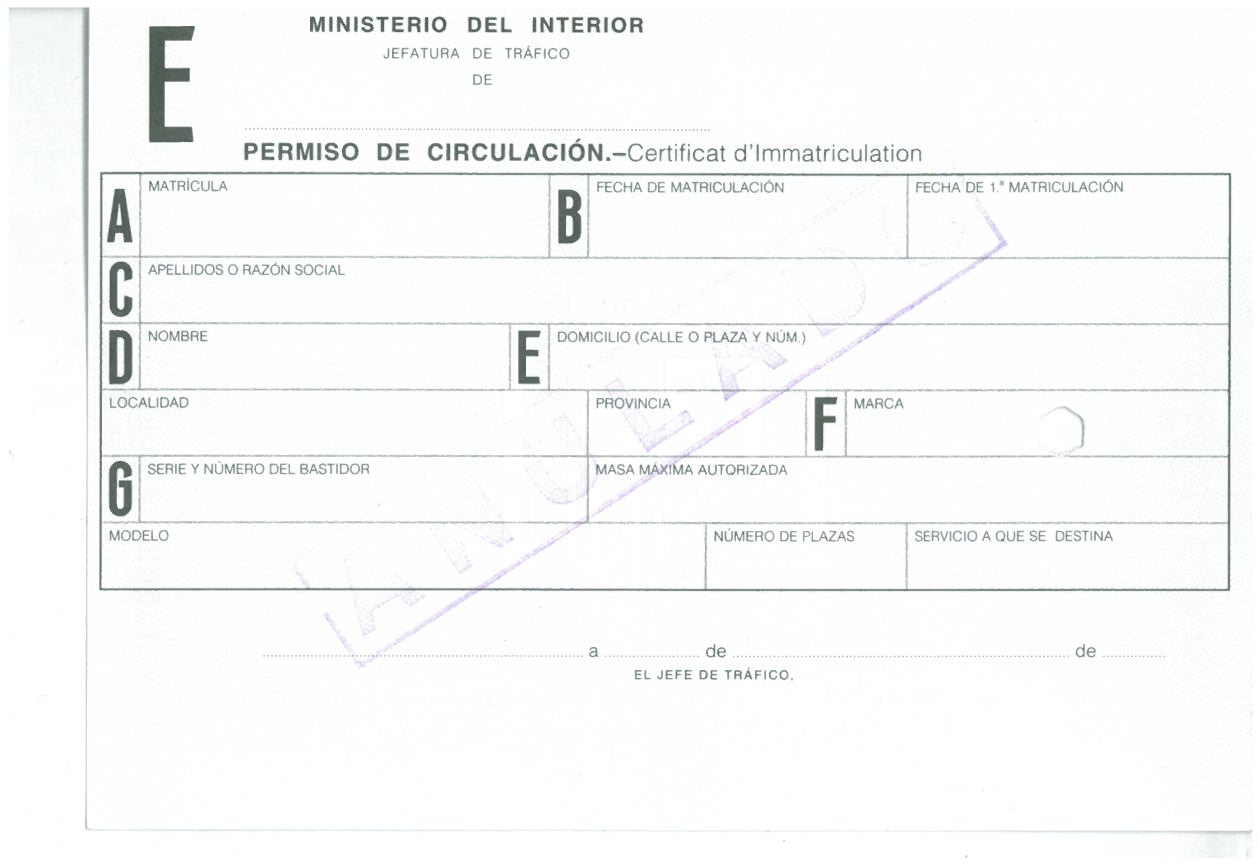 E
MINISTERIO DEL INTERIOR
JEFATURA DE TRÁFICO
DE
PERMISO DE CIRCULACIÓN.–Certificat d'Immatriculation
A MATRÍCULA B FECHA DE MATRICULACIÓN FECHA DE 1.ª MATRICULACIÓN
C APELLIDOS O RAZÓN SOCIAL
D NOMBRE E DOMICILIO (CALLE O PLAZA Y NÚM.)
LOCALIDAD PROVINCIA F MARCA
G SERIE Y NÚMERO DEL BASTIDOR MASA MÁXIMA AUTORIZADA
MODELO NÚMERO DE PLAZAS SERVICIO A QUE SE DESTINA
ANULADO
a de de
EL JEFE DE TRÁFICO,